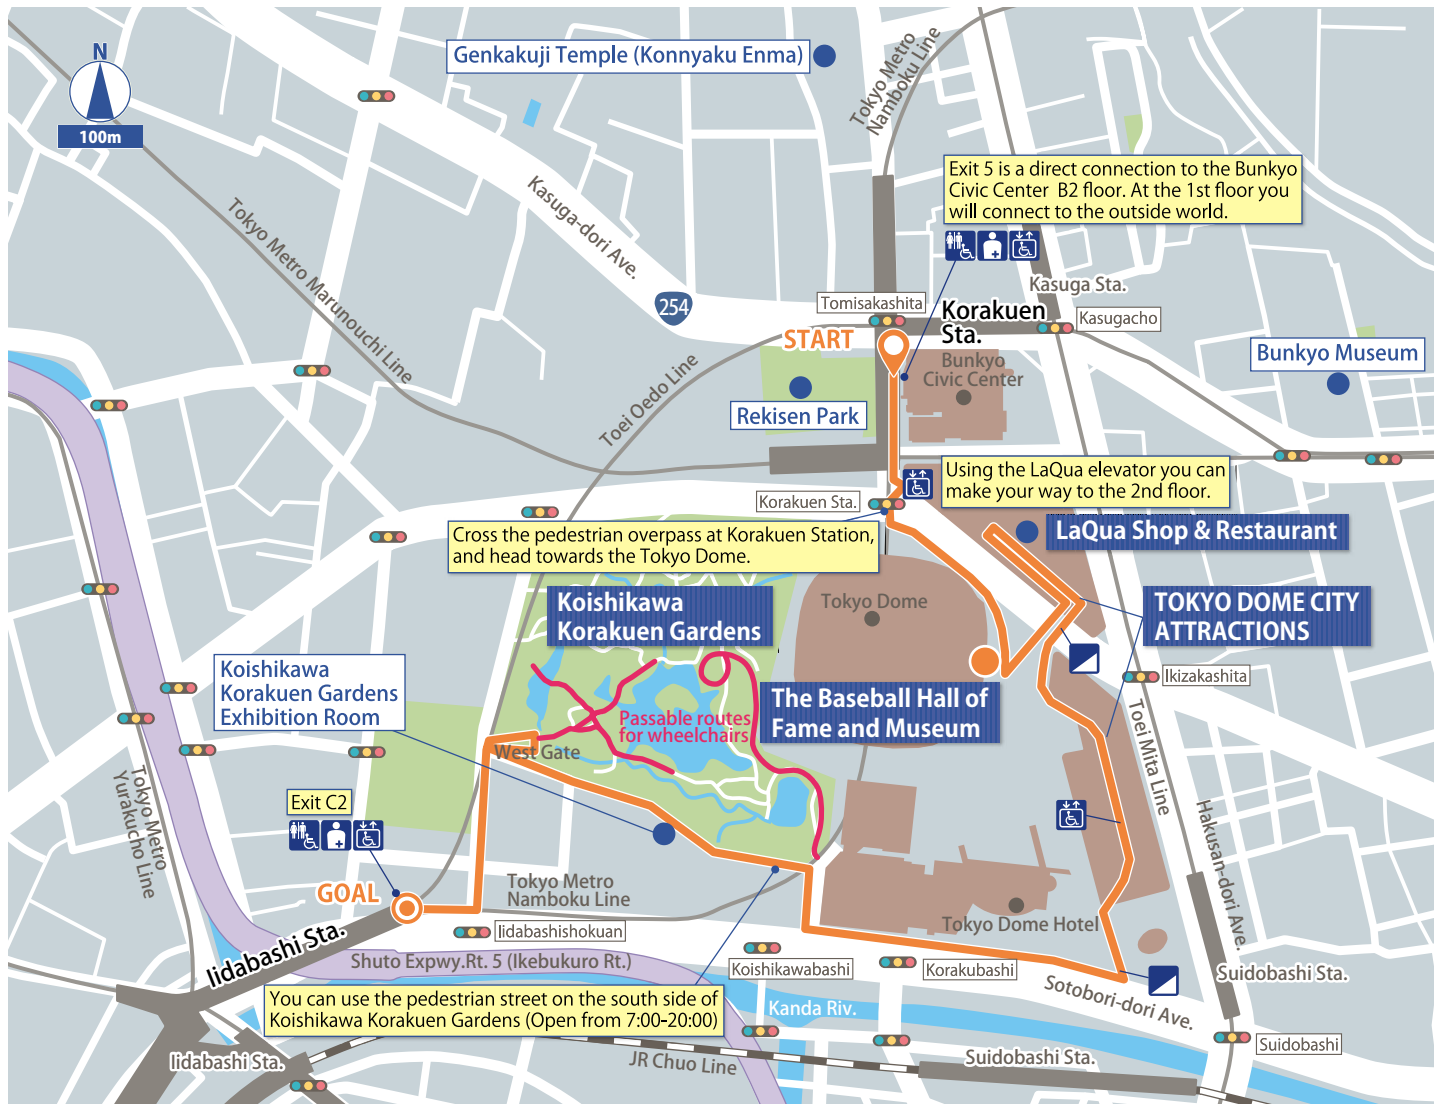 N
100m
Genkakuji Temple (Konnyaku Enma)
Tokyo Metro
Namboku Line
Exit 5 is a direct connection to the Bunkyo
Civic Center B2 floor. At the 1st floor you
will connect to the outside world.
Kasuga-dori Ave.
Tokyo Metro Marunouchi Line
254
Kasuga Sta.
Tomisakashita
Korakuen
Sta.
Kasugacho
START
Bunkyo
Civic Center
Bunkyo Museum
Toei Oedo Line
Rekisen Park
Using the LaQua elevator you can
make your way to the 2nd floor.
Korakuen Sta.
Cross the pedestrian overpass at Korakuen Station,
and head towards the Tokyo Dome.
LaQua Shop & Restaurant
Koishikawa
Korakuen Gardens
Tokyo Dome
TOKYO DOME CITY
ATTRACTIONS
Koishikawa
Korakuen Gardens
Exhibition Room
Ikizakashita
The Baseball Hall of
Fame and Museum
Passable routes
for wheelchairs
West Gate
Toei Mita Line
Tokyo Metro
Yurakucho Line
Exit C2
Hakusan-dori Ave.
GOAL
Tokyo Metro
Namboku Line
Iidabashi Sta.
Iidabashishokuan
Tokyo Dome Hotel
Shuto Expwy.Rt. 5 (Ikebukuro Rt.)
Koishikawabashi
Korakubashi
Sotobori-dori Ave.
Suidobashi Sta.
You can use the pedestrian street on the south side of
Koishikawa Korakuen Gardens (Open from 7:00-20:00)
Kanda Riv.
Iidabashi Sta.
JR Chuo Line
Suidobashi Sta.
Suidobashi